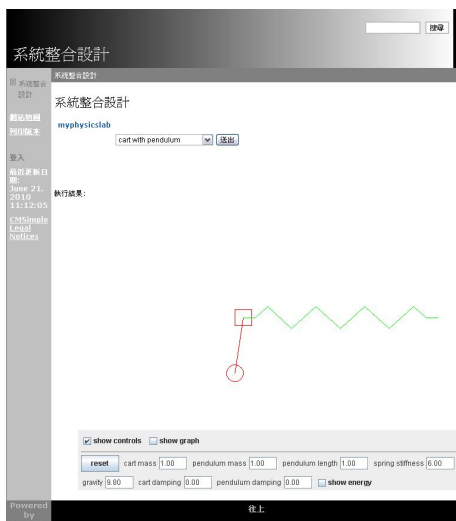 搜尋
系統整合設計
系統整合
設計
網站地圖
列印版本
登入
最近更新日
期:
June 21,
2010
11:12:05
CMSimple
Legal
Notices
系統整合設計
系統整合設計
myphysicslab
cart with pendulum 送出
執行結果:
show controls show graph
reset cart mass 1.00 pendulum mass 1.00 pendulum length 1.00 spring stiffness 6.00
gravity 9.80 cart damping 0.00 pendulum damping 0.00 show energy
Powered
by
往上